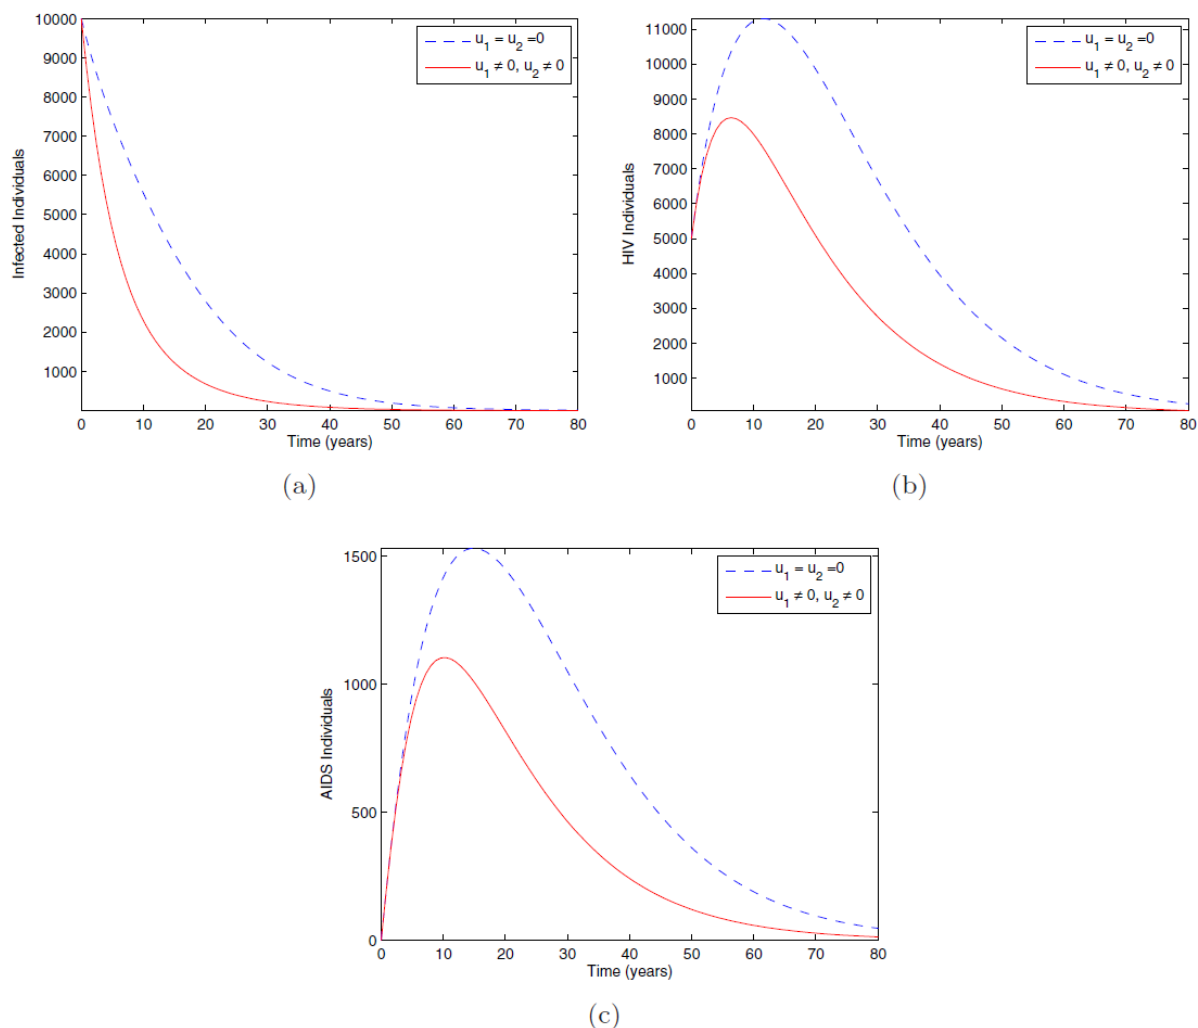 10000
9000
8000
7000
6000
5000
4000
3000
2000
1000
0 10 20 30 40 50 60 70 80
Infected Individuals
Time (years)
u₁ = u₂ =0
u₁ ≠ 0, u₂ ≠ 0
(a)
11000
10000
9000
8000
7000
6000
5000
4000
3000
2000
1000
0 10 20 30 40 50 60 70 80
HIV Individuals
Time (years)
u₁ = u₂ =0
u₁ ≠ 0, u₂ ≠ 0
(b)
1500
1000
500
0
0 10 20 30 40 50 60 70 80
AIDS Individuals
Time (years)
u₁ = u₂ =0
u₁ ≠ 0, u₂ ≠ 0
(c)